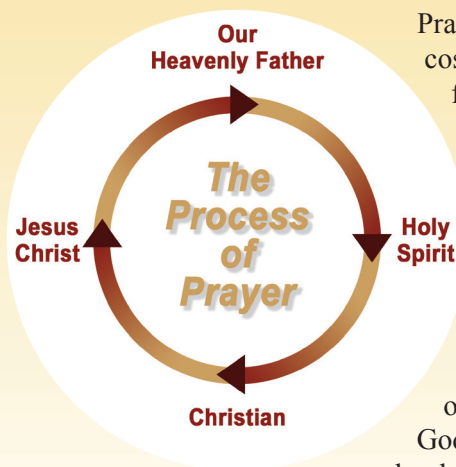 Our
Heavenly Father
The
Process
of
Prayer
Jesus
Christ
Holy
Spirit
Christian